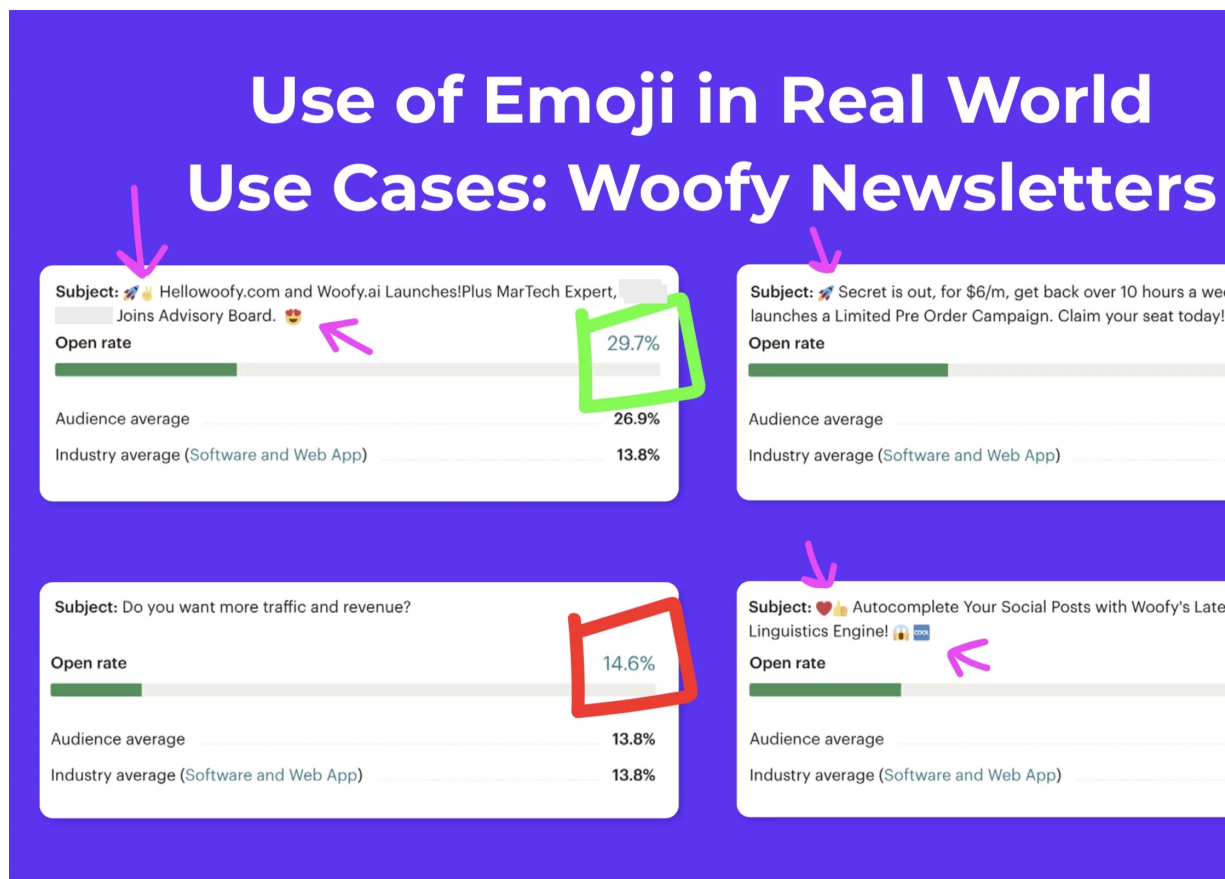 Use of Emoji in Real World
Use Cases: Woofy Newsletters
Subject: 🚀✌️ Hellowoofy.com and Woofy.ai Launches!Plus MarTech Expert,
Joins Advisory Board. 😍
Open rate
29.7%
Audience average 26.9%
Industry average (Software and Web App) 13.8%
Subject: 🚀 Secret is out, for $6/m, get back over 10 hours a
launches a Limited Pre Order Campaign. Claim your seat today!
Open rate
Audience average
Industry average (Software and Web App)
Subject: Do you want more traffic and revenue?
Open rate
14.6%
Audience average 13.8%
Industry average (Software and Web App) 13.8%
Subject: ❤️👍 Autocomplete Your Social Posts with Woofy's
Linguistics Engine! 😱 🆒
Open rate
Audience average
Industry average (Software and Web App)